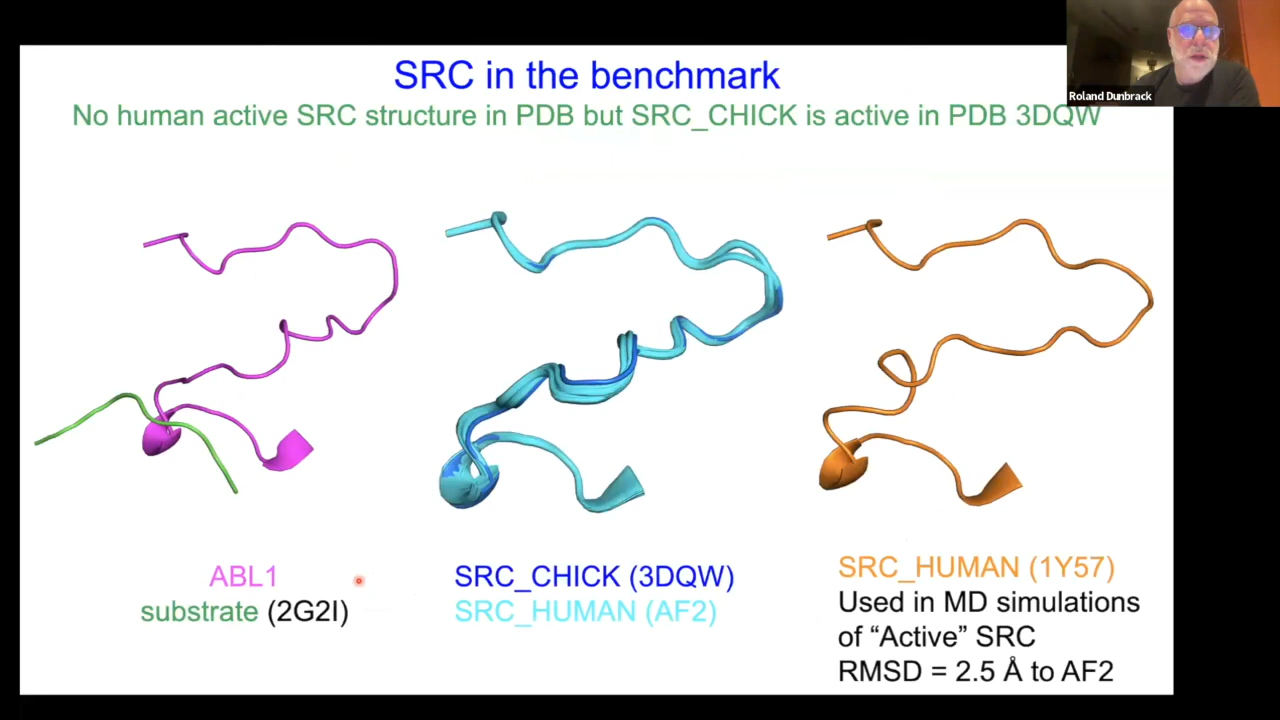 SRC in the benchmark
No human active SRC structure in PDB but SRC_CHICK is active in PDB 3DQW
Roland Dunbrack
ABL1
substrate (2G2I)
SRC_CHICK (3DQW)
SRC_HUMAN (AF2)
SRC_HUMAN (1Y57)
Used in MD simulations
of “Active” SRC
RMSD = 2.5 Å to AF2